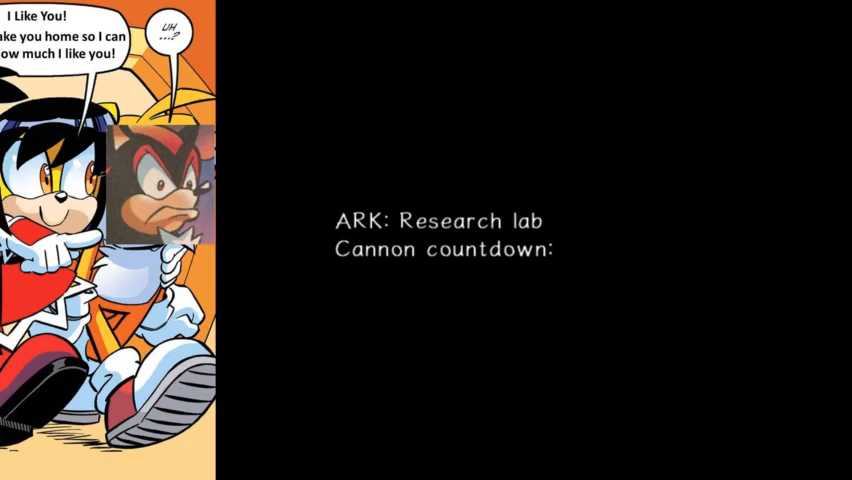 I Like You!
ake you home so I can
ow much I like you!
UH
...?
ARK: Research lab
Cannon countdown: